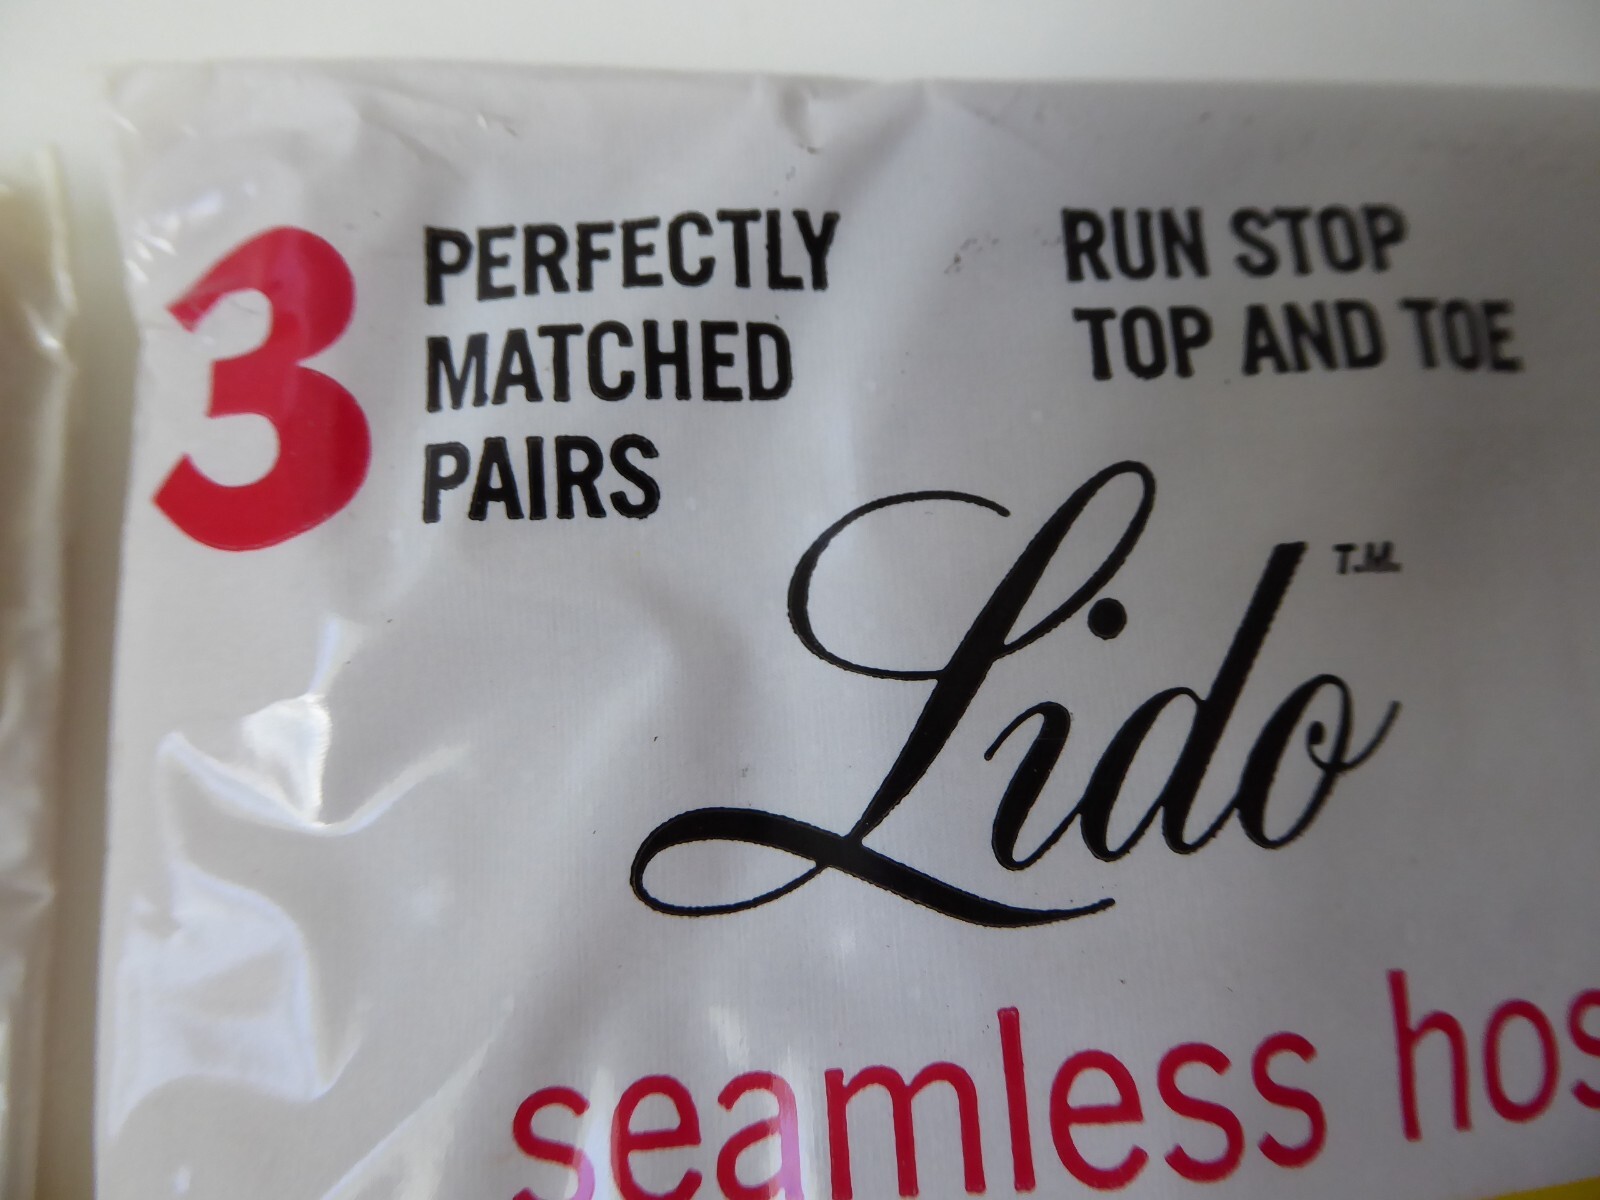 3 PERFECTLY
MATCHED
PAIRS
RUN STOP
TOP AND TOE
Lido T.M.
seamless hos